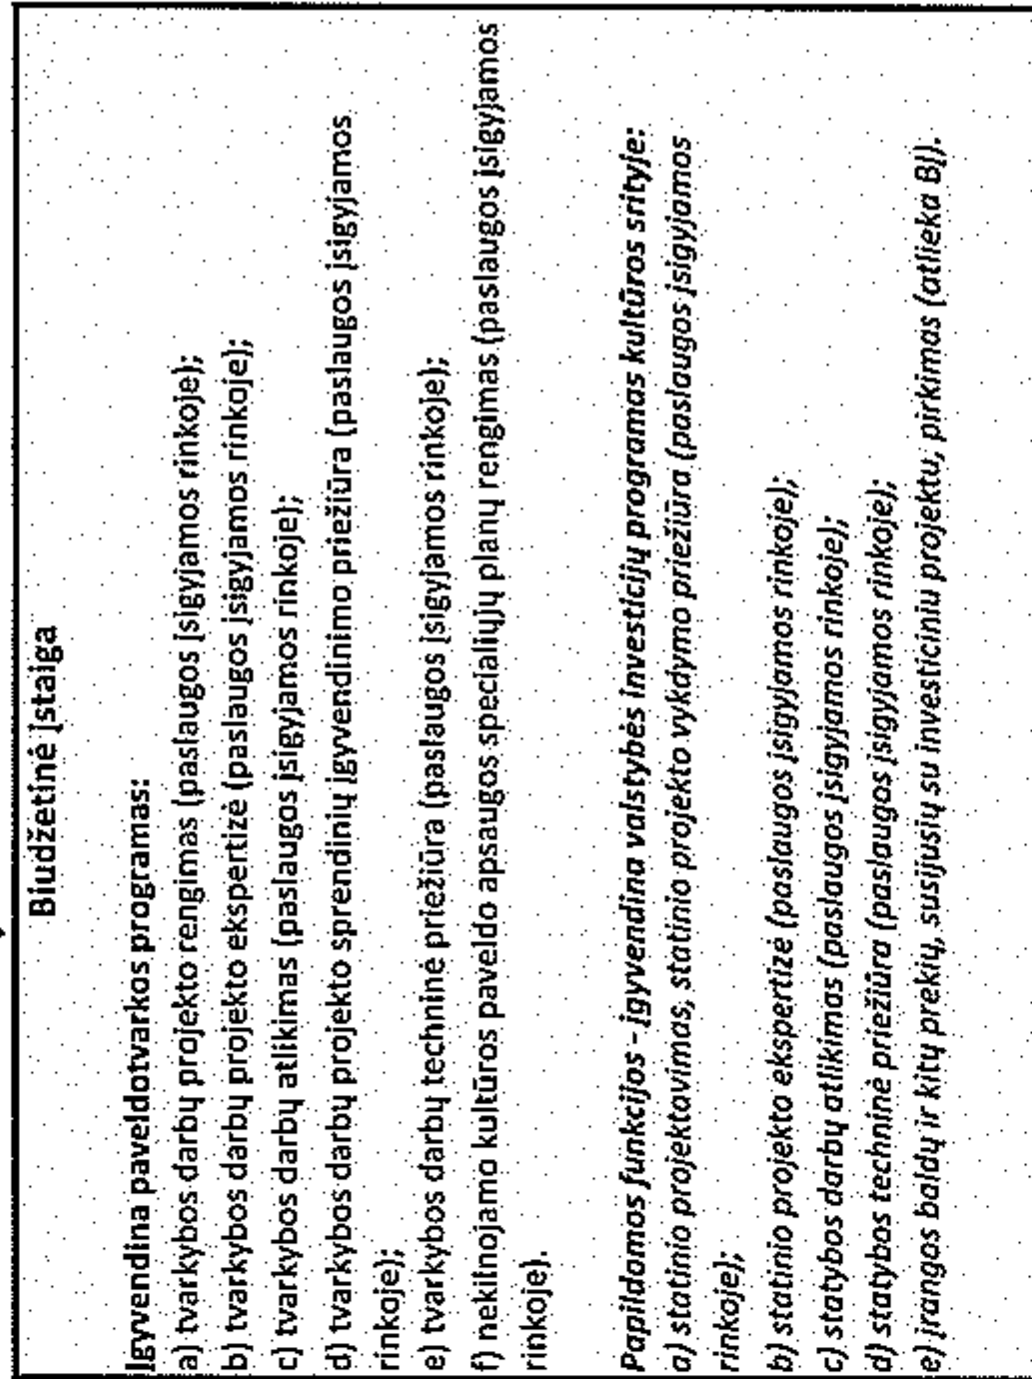 Biudžetinė įstaiga
Įgyvendina paveldotvarkos programas:
a) tvarkybos darbų projekto rengimas (paslaugos įsigyjamos rinkoje);
b) tvarkybos darbų projekto ekspertizė (paslaugos įsigyjamos rinkoje);
c) tvarkybos darbų atlikimas (paslaugos įsigyjamos rinkoje);
d) tvarkybos darbų projekto sprendinių įgyvendinimo priežiūra (paslaugos įsigyjamos
rinkoje);
e) tvarkybos darbų techninė priežiūra (paslaugos įsigyjamos rinkoje);
f) nekilnojamo kultūros paveldo apsaugos specialiųjų planų rengimas (paslaugos įsigyjamos
rinkoje).
Papildomos funkcijos - įgyvendina valstybės investicijų programas kultūros srityje:
a) statinio projektavimas, statinio projekto vykdymo priežiūra (paslaugos įsigyjamos
rinkoje);
b) statinio projekto ekspertizė (paslaugos įsigyjamos rinkoje);
c) statybos darbų atlikimas (paslaugos įsigyjamos rinkoje);
d) statybos techninė priežiūra (paslaugos įsigyjamos rinkoje);
e) įrangos baldų ir kitų prekių, susijusių su investiciniu projektu, pirkimas (atlieka BĮ).